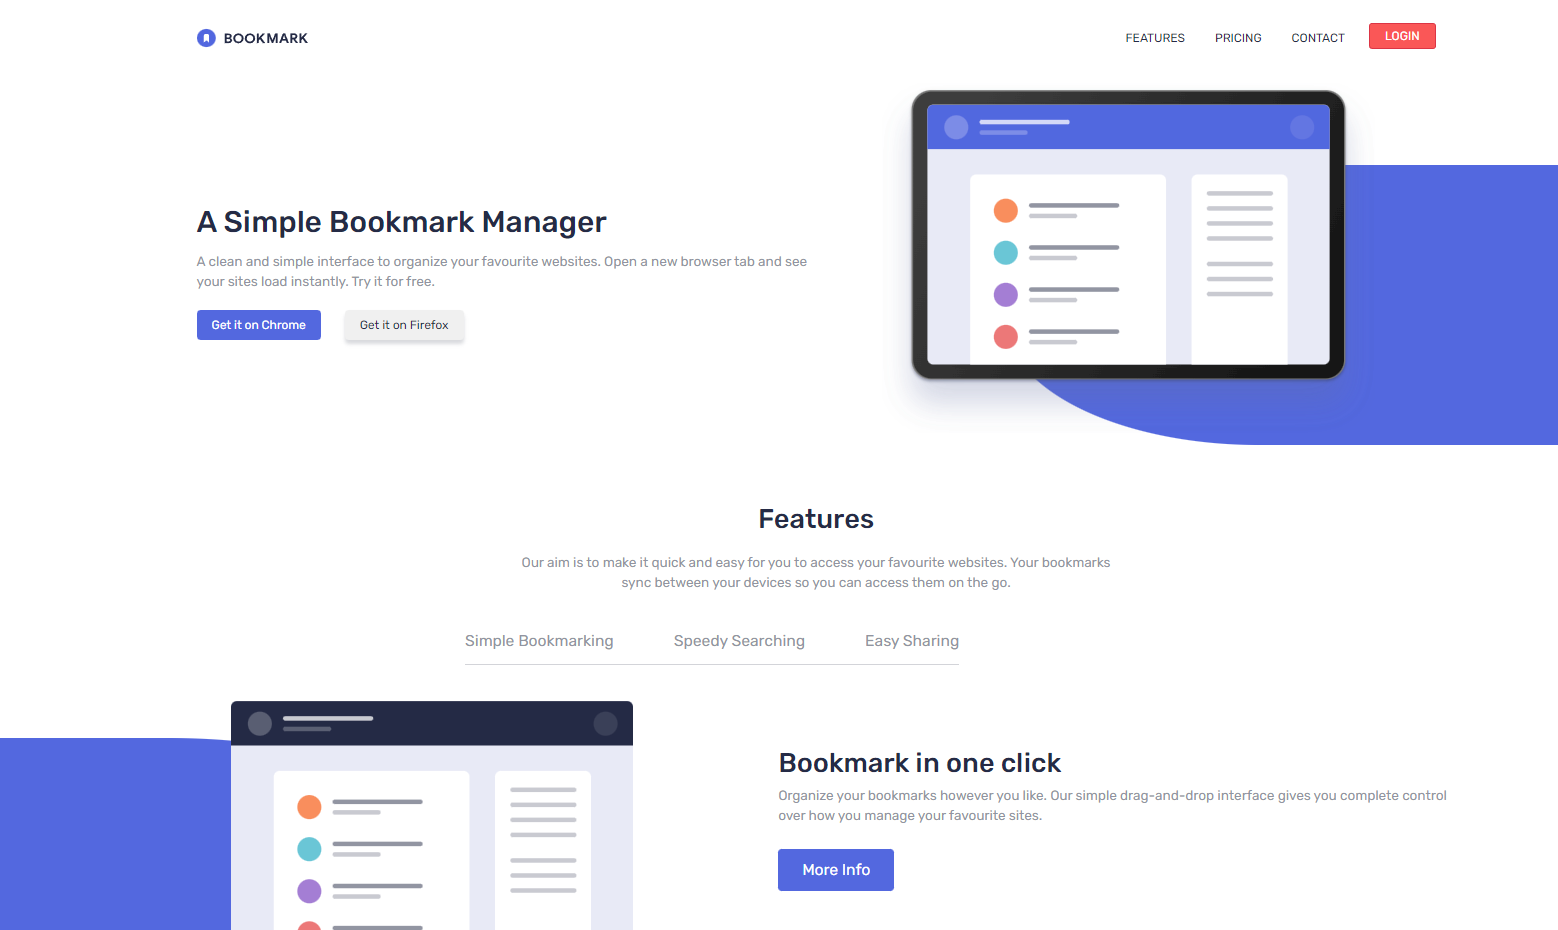 BOOKMARK
FEATURES PRICING CONTACT LOGIN
A Simple Bookmark Manager
A clean and simple interface to organize your favourite websites. Open a new browser tab and see
your sites load instantly. Try it for free.
Get it on Chrome Get it on Firefox
Features
Our aim is to make it quick and easy for you to access your favourite websites. Your bookmarks
sync between your devices so you can access them on the go.
Simple Bookmarking Speedy Searching Easy Sharing
Bookmark in one click
Organize your bookmarks however you like. Our simple drag-and-drop interface gives you complete control
over how you manage your favourite sites.
More Info